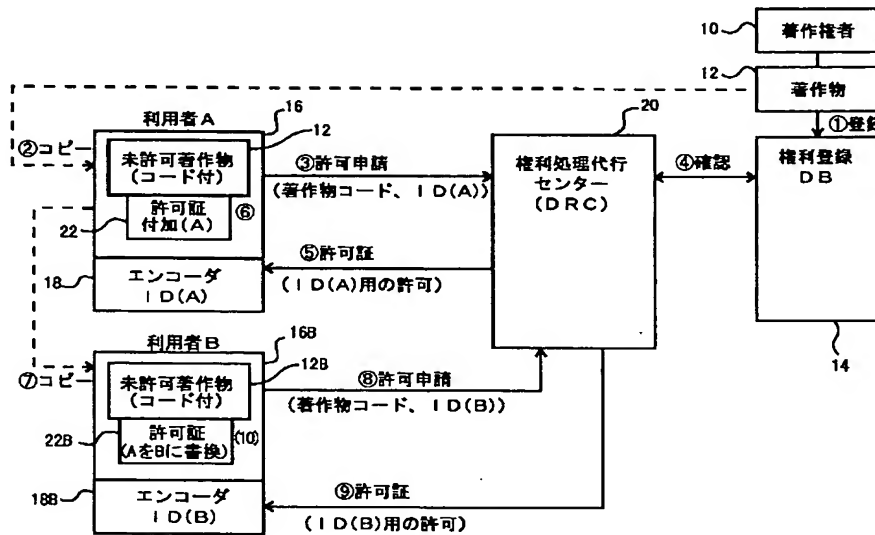 10
著作権者
12
著作物
①登録
20
16
利用者A
12
②コピー
未許可著作物
(コード付)
③許可申請
(著作物コード、ID(A))
権利処理代行
センター
(DRC)
④確認
権利登録
DB
22
許可証
付加(A)
⑥
⑤許可証
(ID(A)用の許可)
18
エンコーダ
ID(A)
14
利用者B
16B
12B
⑦コピー
未許可著作物
(コード付)
⑧許可申請
(著作物コード、ID(B))
22B
許可証
(AをBに書換)
(10)
⑨許可証
(ID(B)用の許可)
18B
エンコーダ
ID(B)